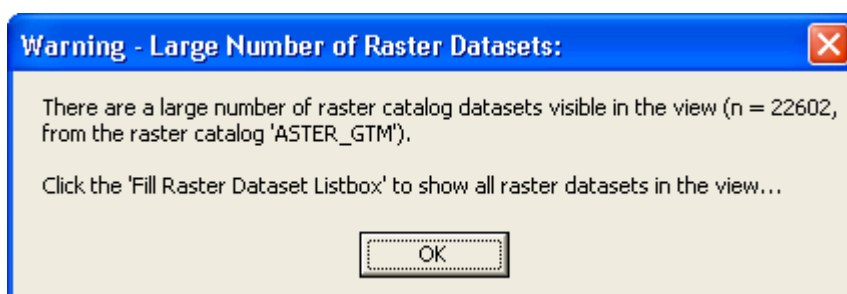 Warning - Large Number of Raster Datasets:
There are a large number of raster catalog datasets visible in the view (n = 22602,
from the raster catalog 'ASTER_GTM').
Click the 'Fill Raster Dataset Listbox' to show all raster datasets in the view...
OK